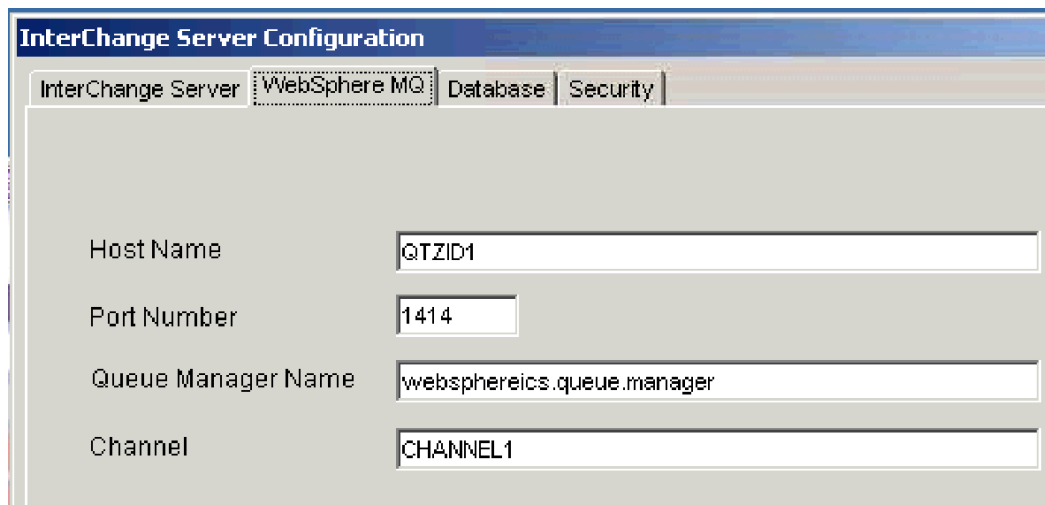 InterChange Server Configuration
InterChange Server WebSphere MQ Database Security
Host Name QTZID1
Port Number 1414
Queue Manager Name websphereics.queue.manager
Channel CHANNEL1